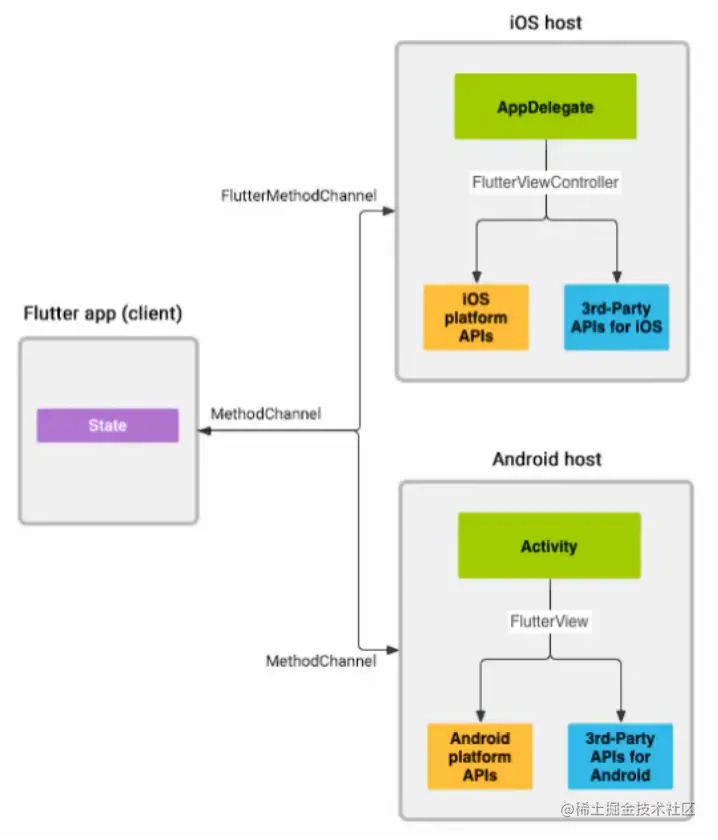 iOS host
AppDelegate
FlutterViewController
FlutterMethodChannel
iOS
platform
APIs
3rd-Party
APIs for iOS
Flutter app (client)
State
MethodChannel
Android host
Activity
FlutterView
MethodChannel
Android
platform
APIs
3rd-Party
APIs for
Android
@稀土掘金技术社区